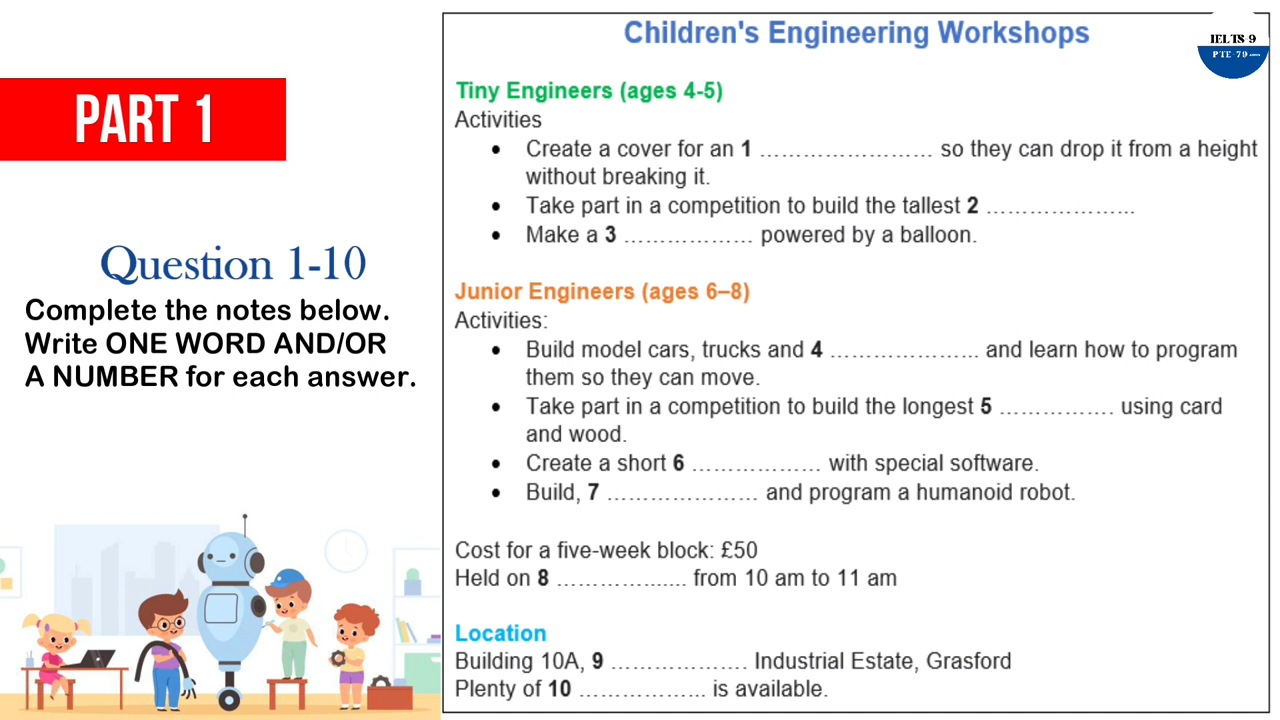 PART 1
Question 1-10
Complete the notes below.
Write ONE WORD AND/OR
A NUMBER for each answer.
Children's Engineering Workshops
IELTS-9
PTE-79.com
Tiny Engineers (ages 4-5)
Activities
• Create a cover for an 1 …………………… so they can drop it from a height
without breaking it.
• Take part in a competition to build the tallest 2 ………………...
• Make a 3 ……………… powered by a balloon.
Junior Engineers (ages 6–8)
Activities:
• Build model cars, trucks and 4 ………………... and learn how to program
them so they can move.
• Take part in a competition to build the longest 5 ……………. using card
and wood.
• Create a short 6 ……………… with special software.
• Build, 7 ………………… and program a humanoid robot.
Cost for a five-week block: £50
Held on 8 …………....... from 10 am to 11 am
Location
Building 10A, 9 ………………. Industrial Estate, Grasford
Plenty of 10 ……………... is available.